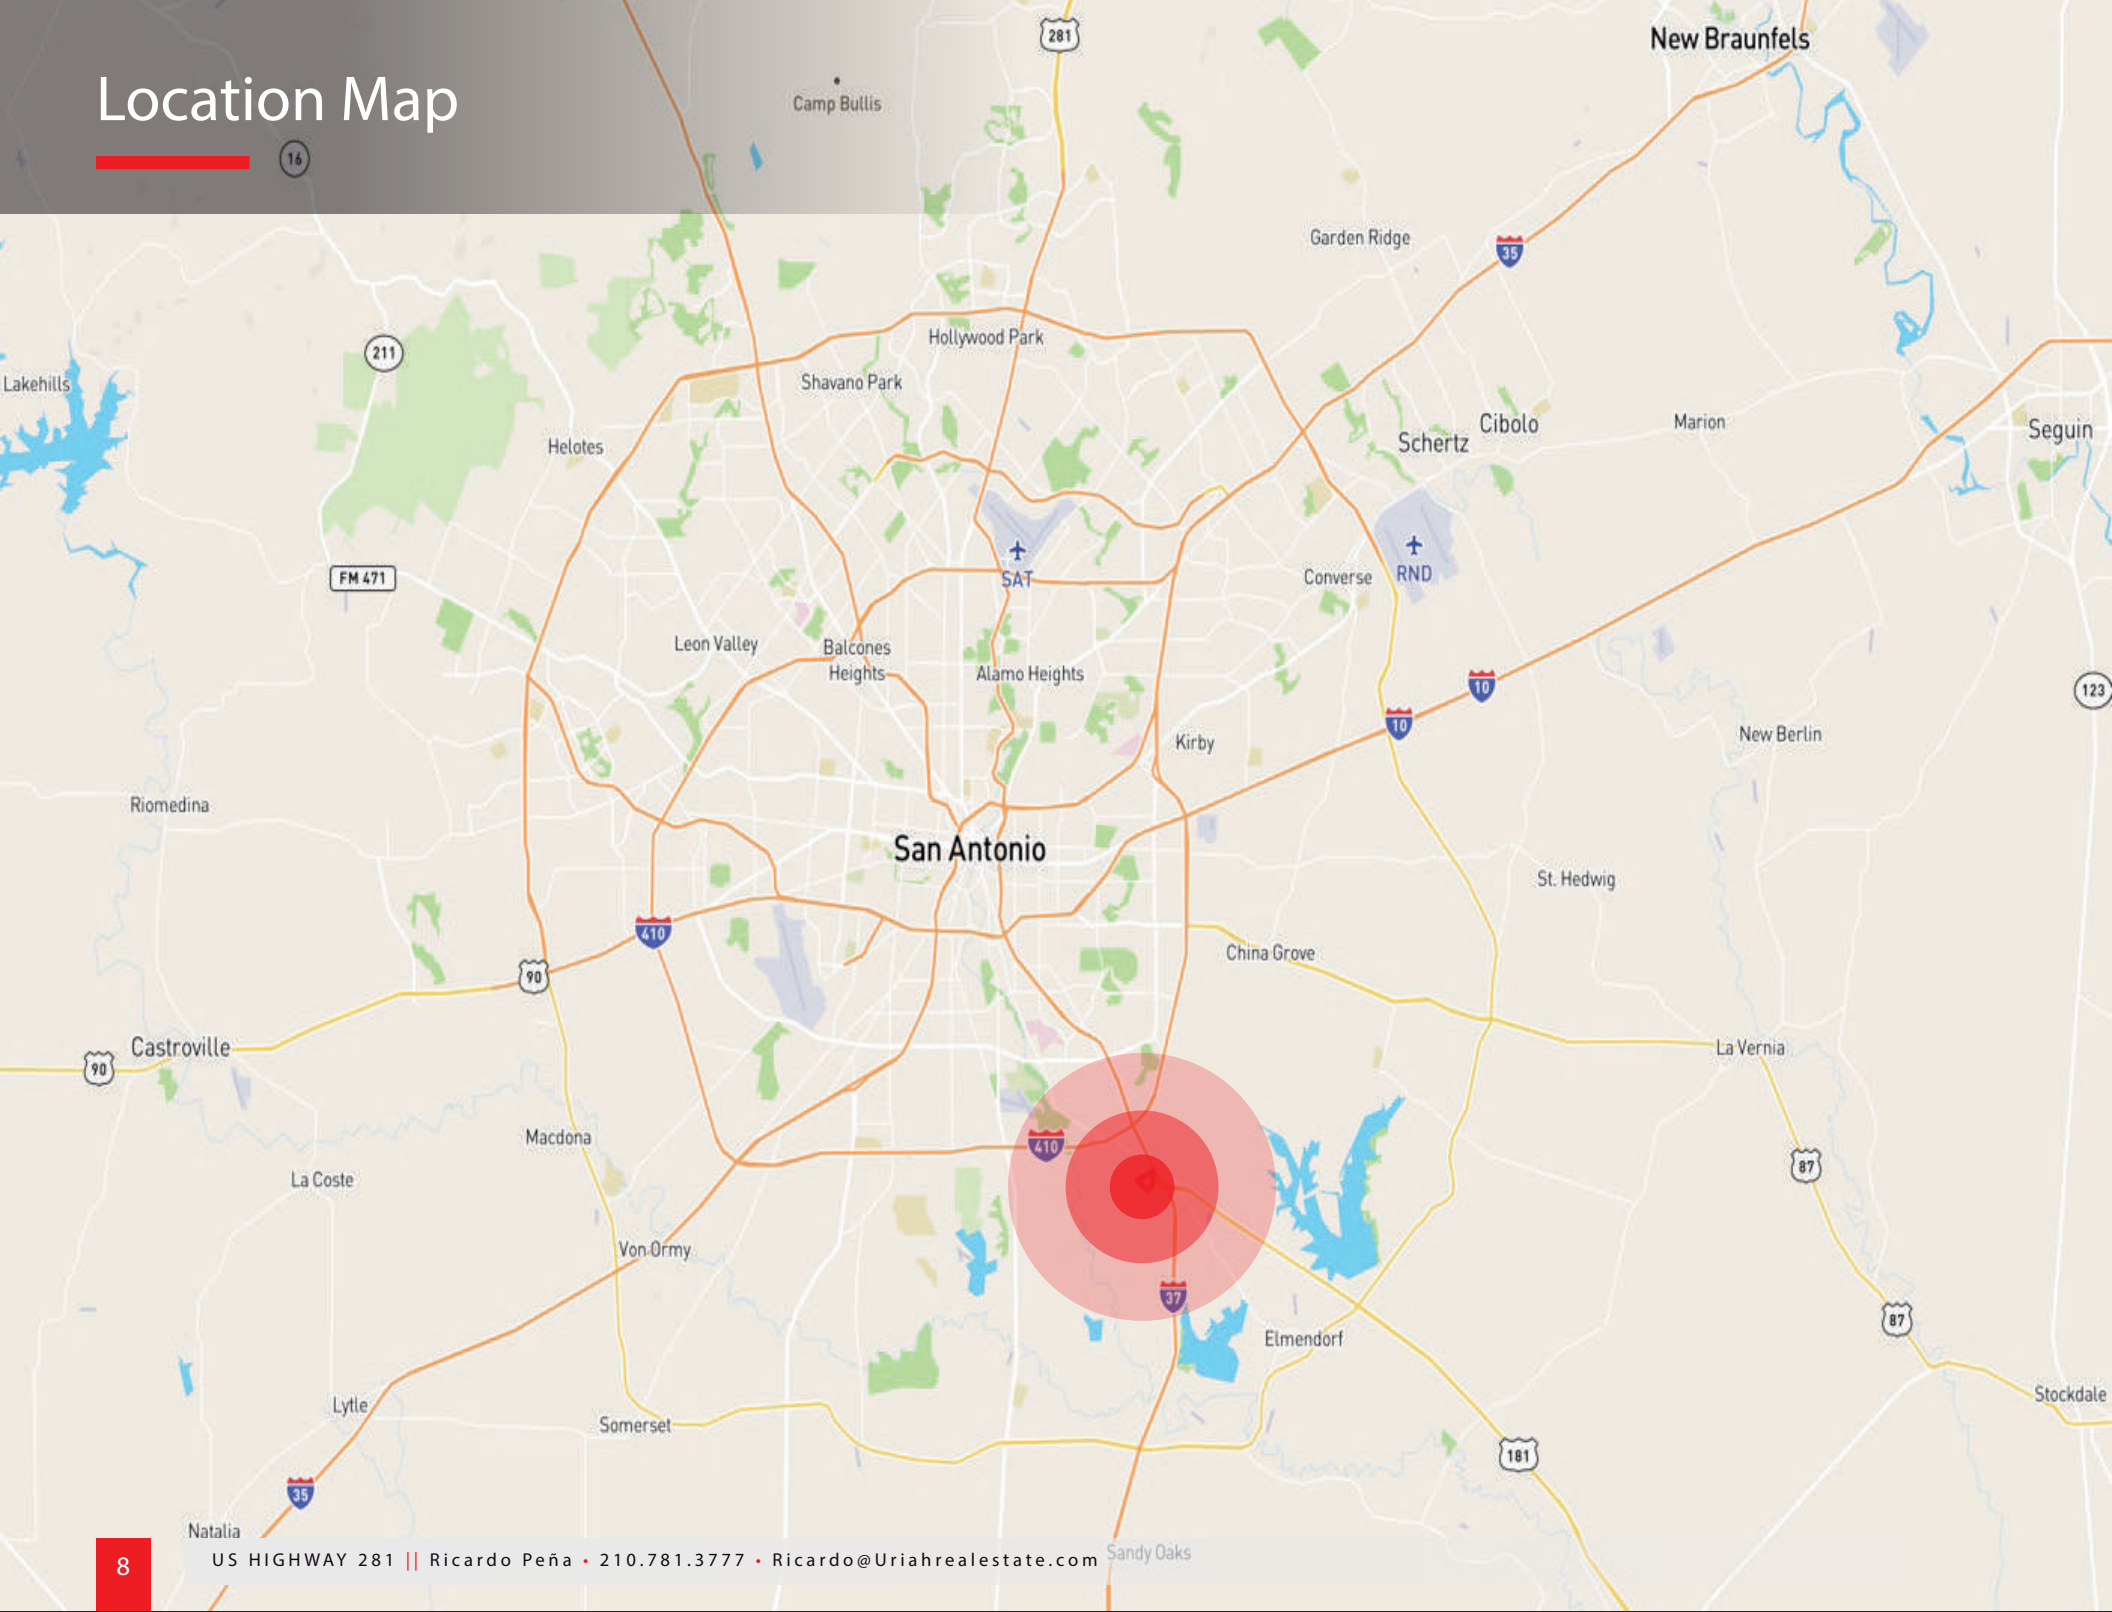 Location Map
281
New Braunfels
Camp Bullis
16
Garden Ridge
35
Hollywood Park
211
Lakehills
Shavano Park
Helotes
Cibolo
Schertz
Marion
Seguin
SAT
RND
FM 471
Converse
Leon Valley
Balcones
Heights
Alamo Heights
10
123
10
Kirby
New Berlin
Riomedina
San Antonio
St. Hedwig
410
China Grove
90
Castroville
90
La Vernia
Macdona
410
La Coste
87
Von Ormy
37
87
Elmendorf
Lytle
Stockdale
Somerset
181
35
Natalia
Sandy Oaks
8
US HIGHWAY 281 || Ricardo Peña • 210.781.3777 • Ricardo@Uriahrealestate.com